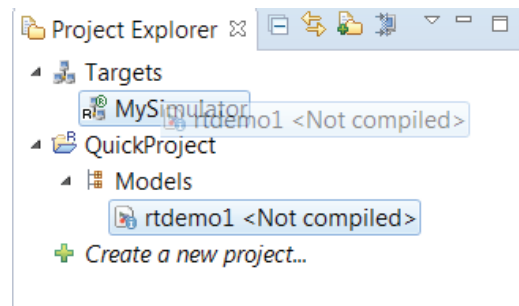 Project Explorer
Targets
MySimulator
rtdemo1 <Not compiled>
QuickProject
Models
rtdemo1 <Not compiled>
Create a new project...